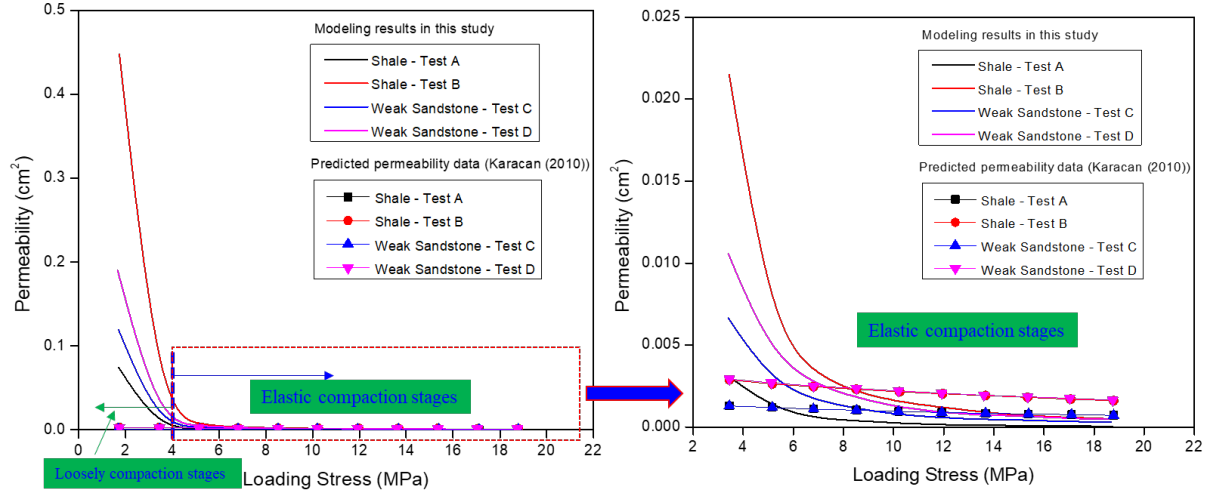 0.5
0.4
0.3
0.2
0.1
0.0
Permeability (cm²)
Modeling results in this study
Shale - Test A
Shale - Test B
Weak Sandstone - Test C
Weak Sandstone - Test D
Predicted permeability data (Karacan (2010))
Shale - Test A
Shale - Test B
Weak Sandstone - Test C
Weak Sandstone - Test D
Elastic compaction stages
0 2 4 6 8 10 12 14 16 18 20 22
Loosely compaction stages
Loading Stress (MPa)
0.025
0.020
0.015
0.010
0.005
0.000
Permeability (cm²)
Modeling results in this study
Shale - Test A
Shale - Test B
Weak Sandstone - Test C
Weak Sandstone - Test D
Predicted permeability data (Karacan (2010))
Shale - Test A
Shale - Test B
Weak Sandstone - Test C
Weak Sandstone - Test D
Elastic compaction stages
2 4 6 8 10 12 14 16 18 20 22
Loading Stress (MPa)